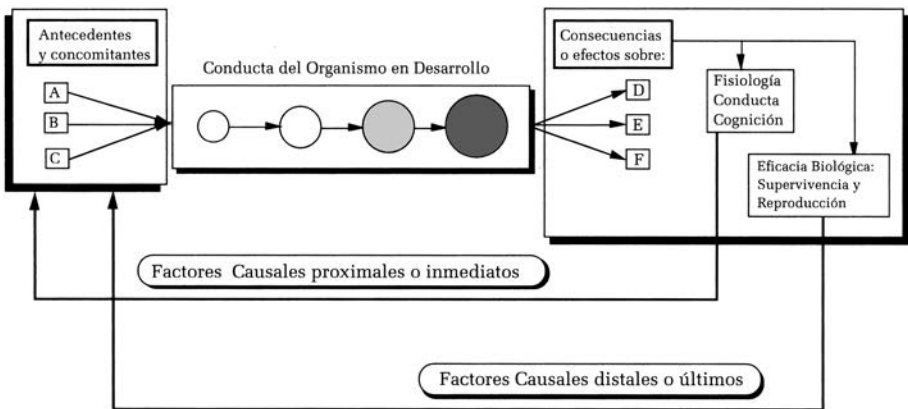 Antecedentes
y concomitantes
A
B
C
Conducta del Organismo en Desarrollo
Consecuencias
o efectos sobre:
D
E
F
Fisiología
Conducta
Cognición
Eficacia Biológica:
Supervivencia y
Reproducción
Factores Causales proximales o inmediatos
Factores Causales distales o últimos